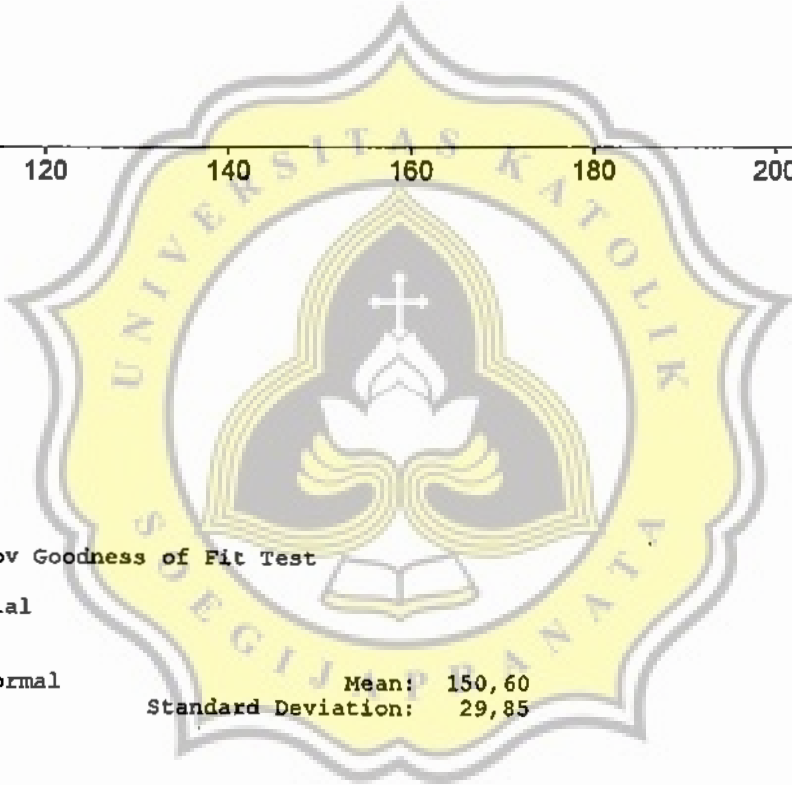 120 140 160 180 200
UNIVERSITAS KATOLIK
SOEGIJAPRANATA
ov Goodness of Fit Test
al
ormal Mean: 150,60
Standard Deviation: 29,85